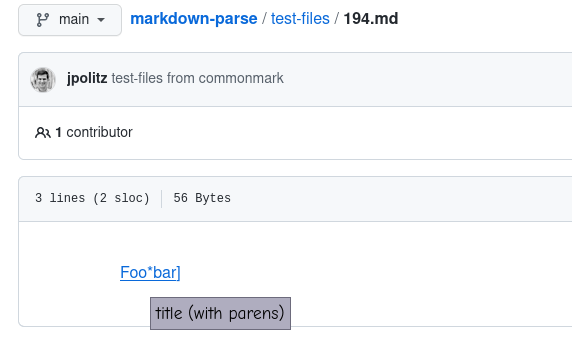 main
markdown-parse / test-files / 194.md
jpolitz test-files from commonmark
1 contributor
3 lines (2 sloc) 56 Bytes
Foo*bar]
title (with parens)